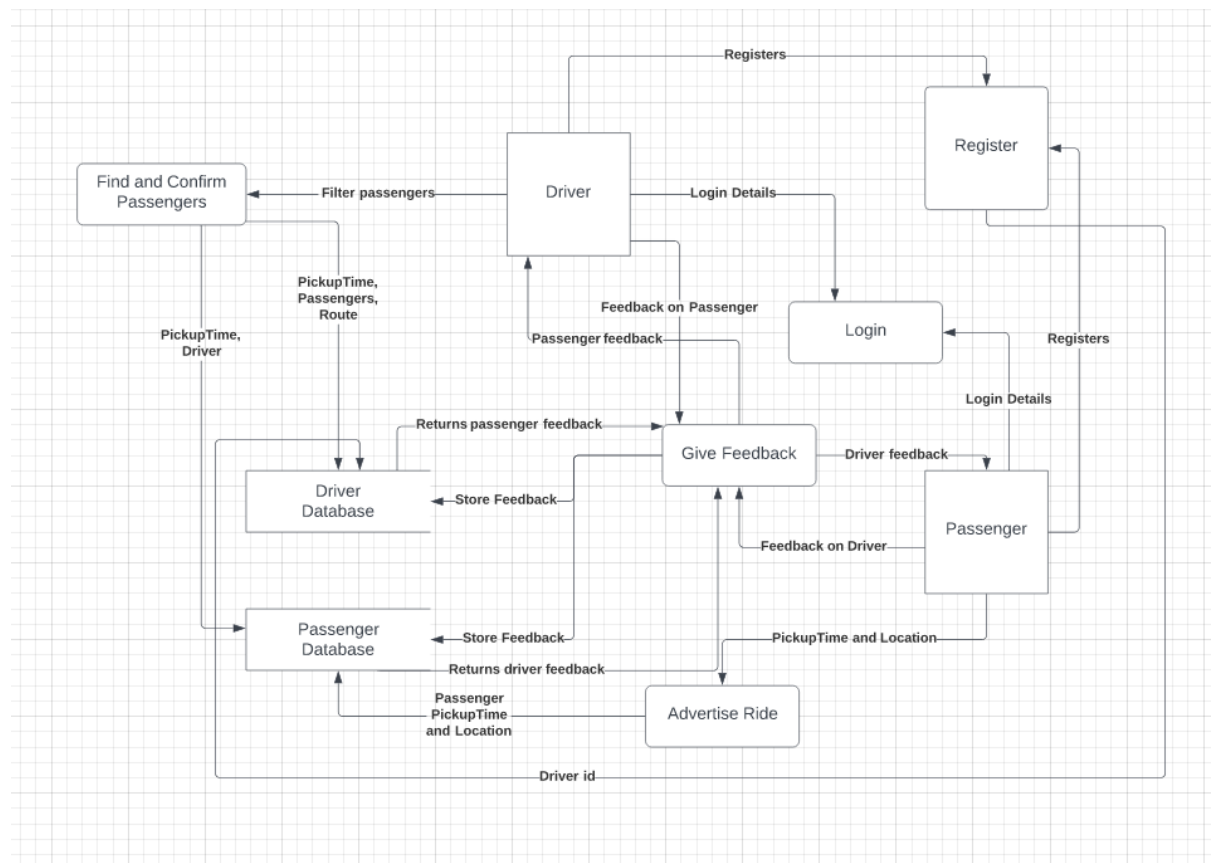 Registers
Register
Find and Confirm
Passengers
Filter passengers
Driver
Login Details
PickupTime,
Passengers,
Route
Feedback on Passenger
PickupTime,
Driver
Passenger feedback
Login
Registers
Login Details
Returns passenger feedback
Give Feedback
Driver feedback
Driver
Database
Store Feedback
Passenger
Feedback on Driver
Passenger
Database
Store Feedback
PickupTime and Location
Returns driver feedback
Passenger
PickupTime
and Location
Advertise Ride
Driver id